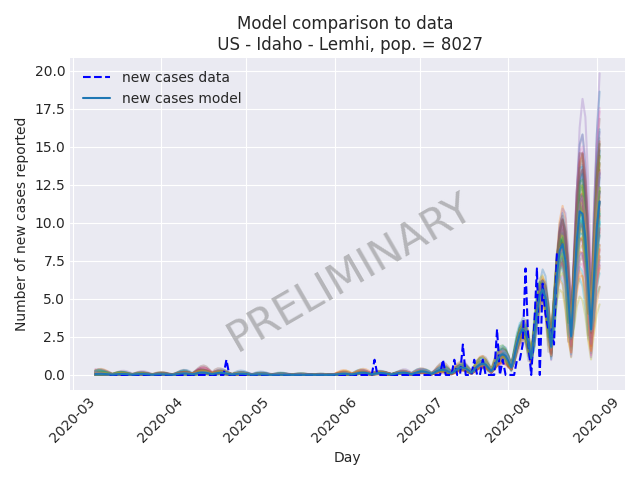 Model comparison to data
US - Idaho - Lemhi, pop. = 8027
20.0
17.5
15.0
12.5
10.0
7.5
5.0
2.5
0.0
Number of new cases reported
new cases data
new cases model
PRELIMINARY
2020-03
2020-04
2020-05
2020-06
2020-07
2020-08
2020-09
Day